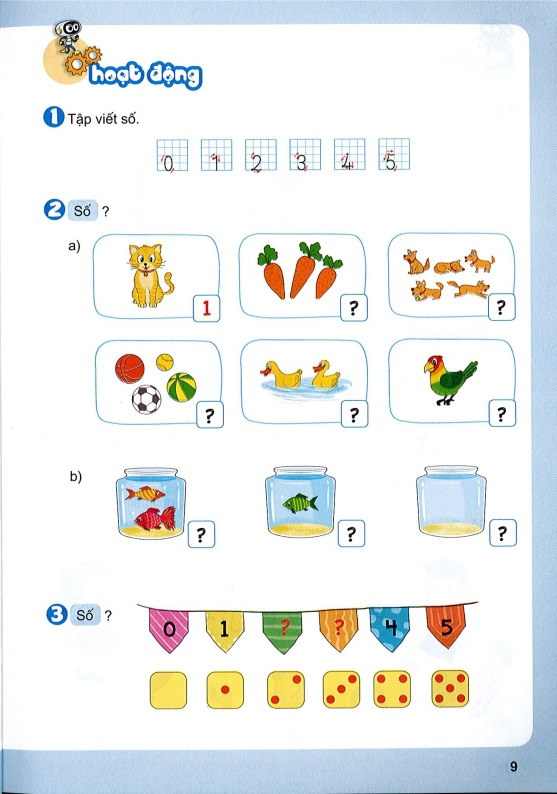 hoạt động
1 Tập viết số.
0 1 2 3 4 5
2 Số ?
a)
1 ? ?
? ? ?
b)
? ? ?
3 Số ?
0 1 ? ? 4 5
9